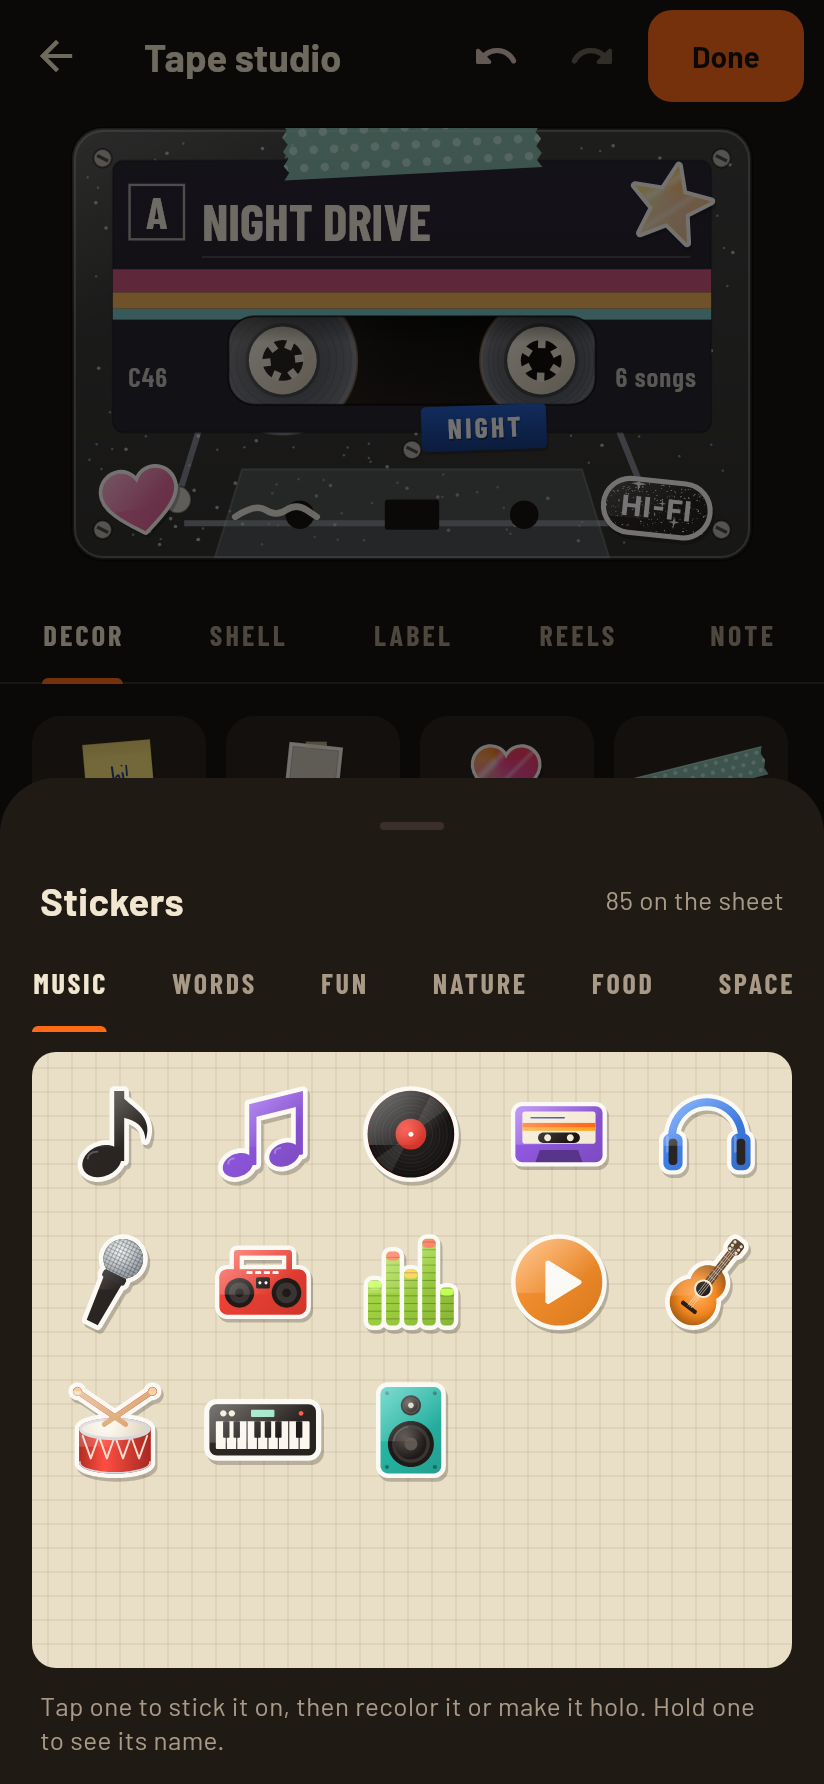 Tape studio
Done
A
NIGHT DRIVE
C46
6 songs
NIGHT
HI-FI
DECOR
SHELL
LABEL
REELS
NOTE
hi!
Stickers
85 on the sheet
MUSIC
WORDS
FUN
NATURE
FOOD
SPACE
Tap one to stick it on, then recolor it or make it holo. Hold one
to see its name.